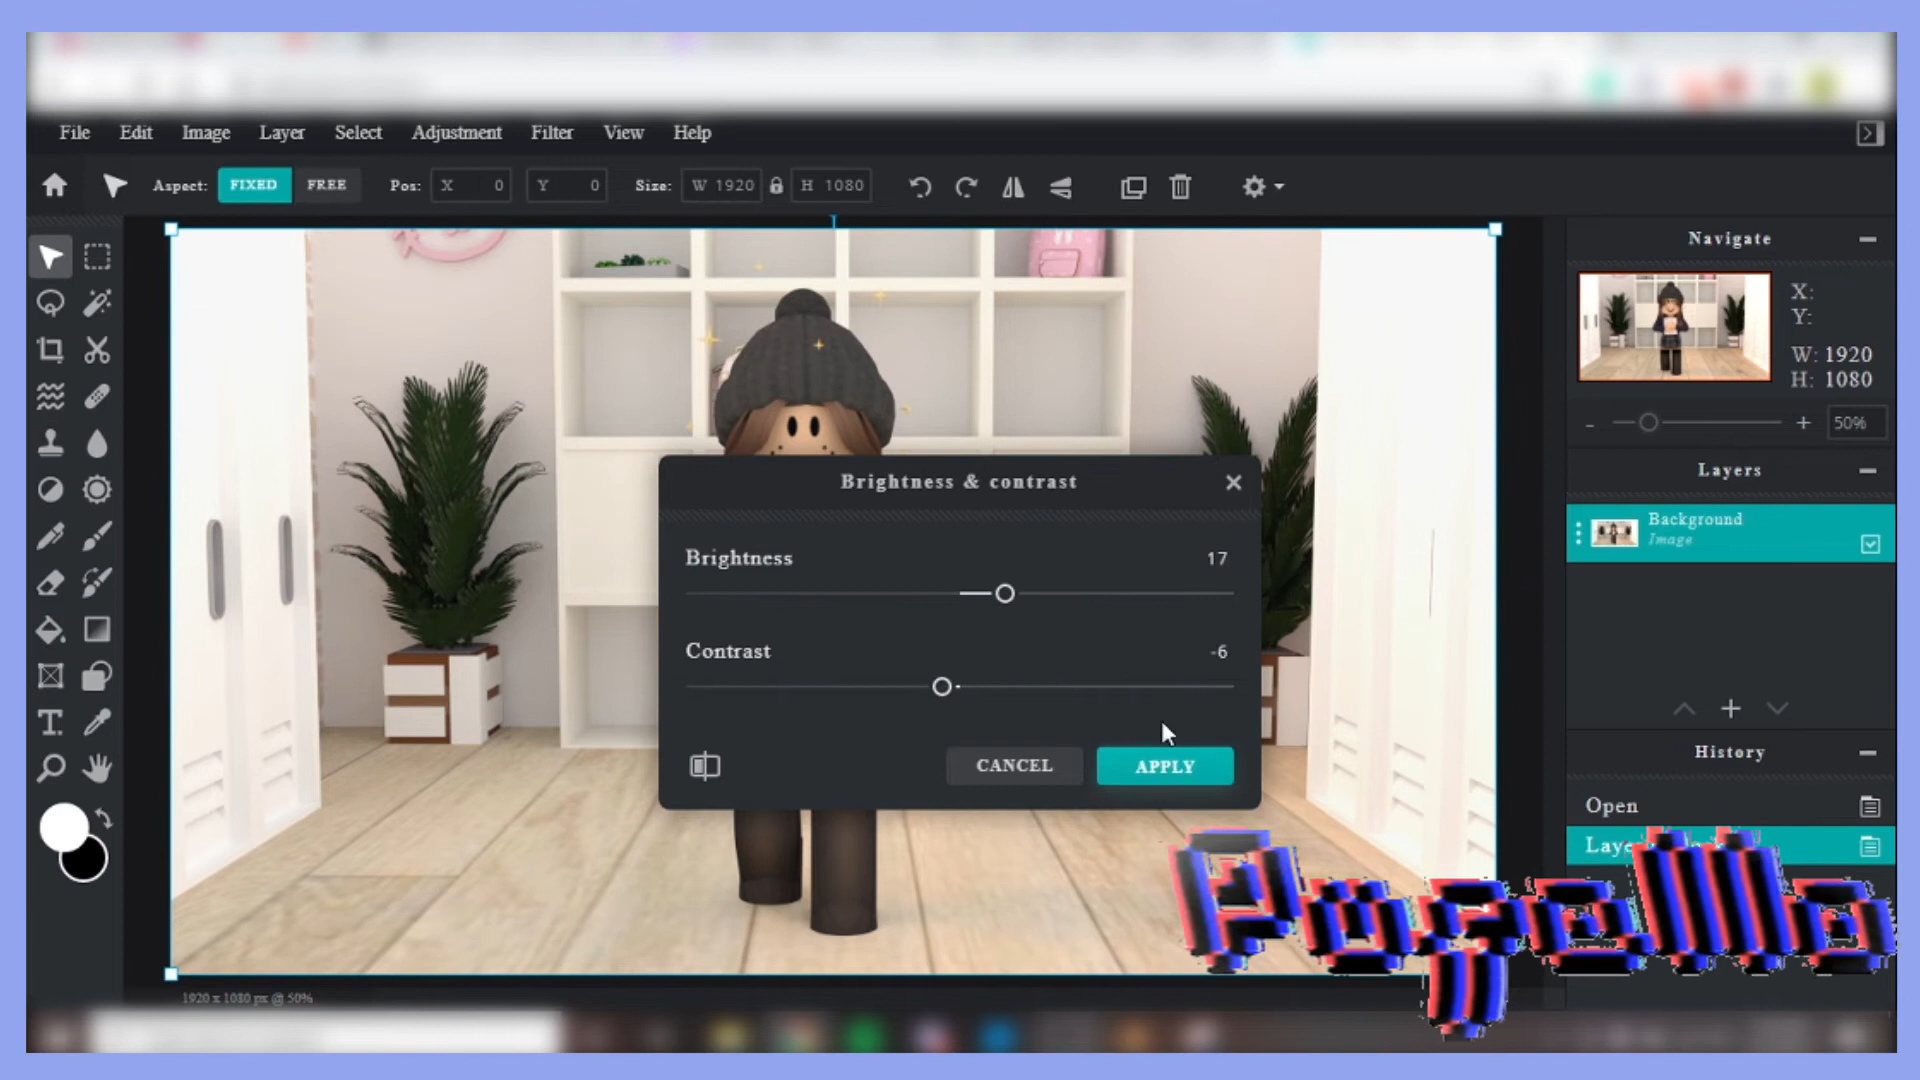 File Edit Image Layer Select Adjustment Filter View Help
Aspect: FIXED FREE Pos: X 0 Y 0 Size: W 1920 H 1080
Navigate
X:
Y:
W: 1920
H: 1080
- + 50%
Layers
Background
Image
Brightness & contrast
Brightness 17
Contrast -6
CANCEL APPLY
History
Open
1920 x 1080 px @ 50%